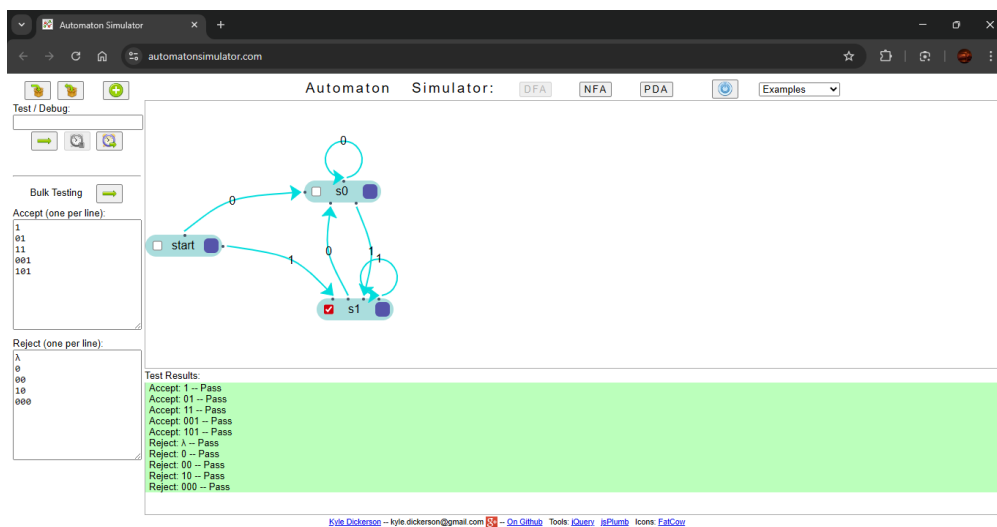 Automaton Simulator
automatonsimulator.com
Automaton Simulator: DFA NFA PDA Examples
Test / Debug:
Bulk Testing
Accept (one per line):
1
01
11
001
101
Reject (one per line):
λ
0
00
10
000
0
s0
0
start
0
1
1
1
s1
Test Results:
Accept: 1 -- Pass
Accept: 01 -- Pass
Accept: 11 -- Pass
Accept: 001 -- Pass
Accept: 101 -- Pass
Reject: λ -- Pass
Reject: 0 -- Pass
Reject: 00 -- Pass
Reject: 10 -- Pass
Reject: 000 -- Pass
Kyle Dickerson -- kyle.dickerson@gmail.com -- On Github Tools: jQuery jsPlumb Icons: FatCow